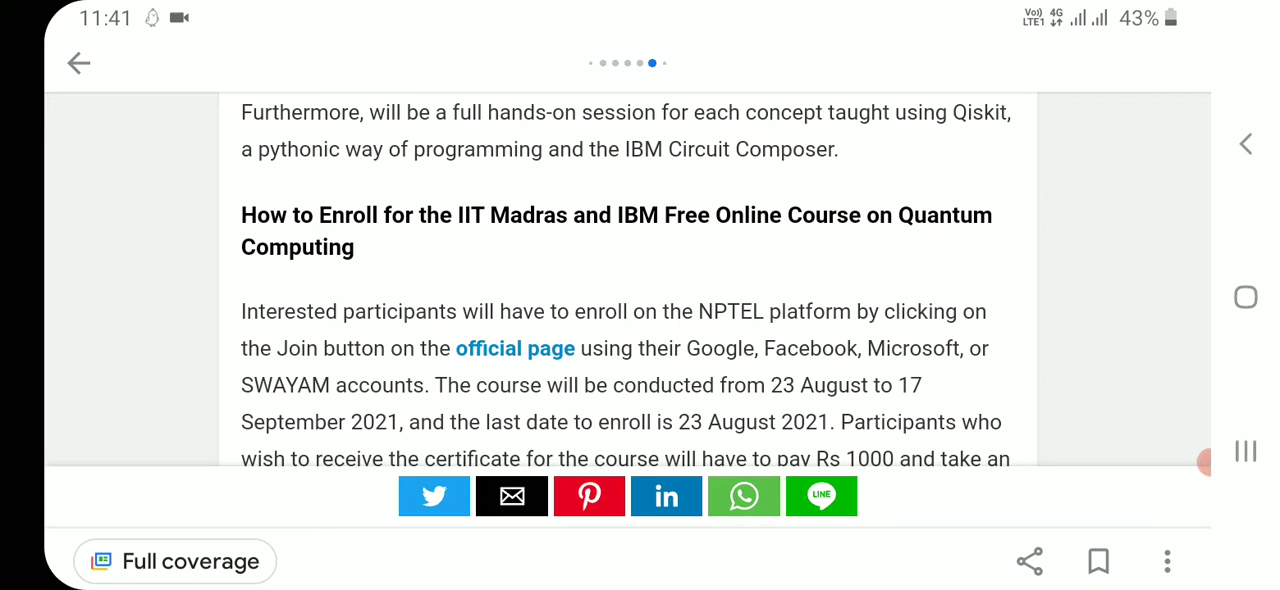 11:41
Vo)) 4G 43%
LTE1
Furthermore, will be a full hands-on session for each concept taught using Qiskit,
a pythonic way of programming and the IBM Circuit Composer.
How to Enroll for the IIT Madras and IBM Free Online Course on Quantum
Computing
Interested participants will have to enroll on the NPTEL platform by clicking on
the Join button on the official page using their Google, Facebook, Microsoft, or
SWAYAM accounts. The course will be conducted from 23 August to 17
September 2021, and the last date to enroll is 23 August 2021. Participants who
wish to receive the certificate for the course will have to pay Rs 1000 and take an
in LINE
Full coverage